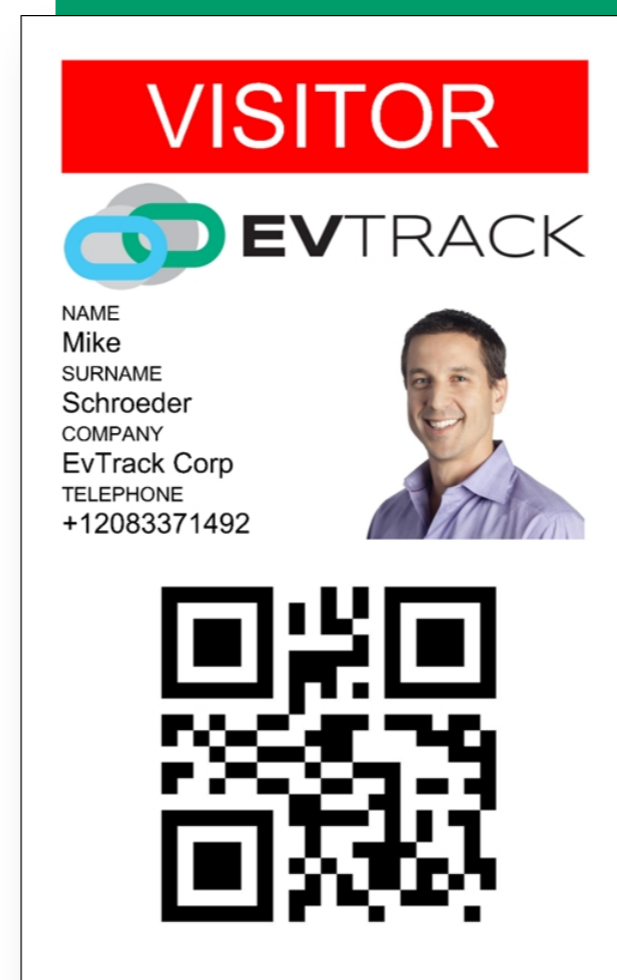 VISITOR
EVTRACK
NAME
Mike
SURNAME
Schroeder
COMPANY
EvTrack Corp
TELEPHONE
+12083371492